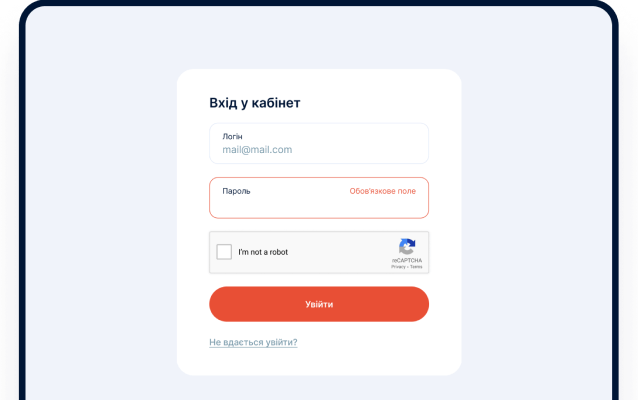 Вхід у кабінет
Логін
mail@mail.com
Пароль Обов'язкове поле
I'm not a robot
reCAPTCHA
Privacy - Terms
Увійти
Не вдається увійти?